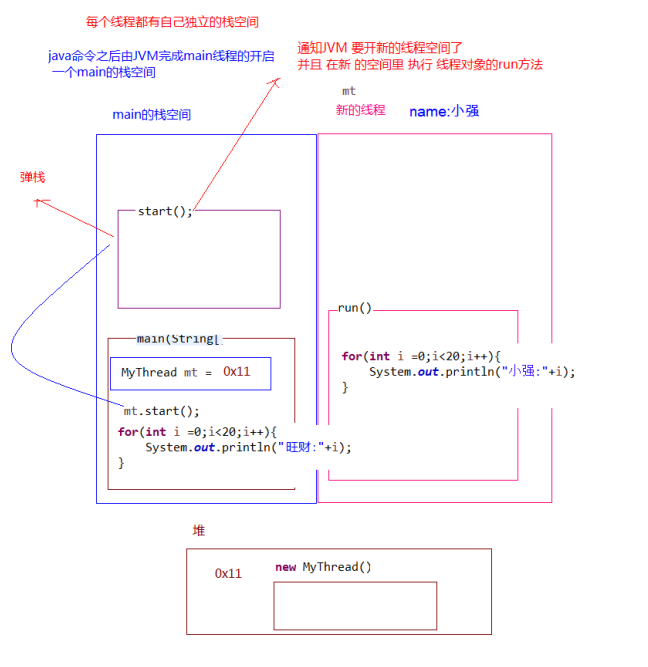 每个线程都有自己独立的栈空间
java命令之后由JVM完成main线程的开启
一个main的栈空间
通知JVM 要开新的线程空间了
并且 在新 的空间里 执行 线程对象的run方法
mt
新的线程 name:小强
main的栈空间
弹栈
start();
run()
for(int i =0;i<20;i++){
System.out.println("小强:"+i);
}
main(String[
MyThread mt = 0x11
mt.start();
for(int i =0;i<20;i++){
System.out.println("旺财:"+i);
}
堆
0x11
new MyThread()